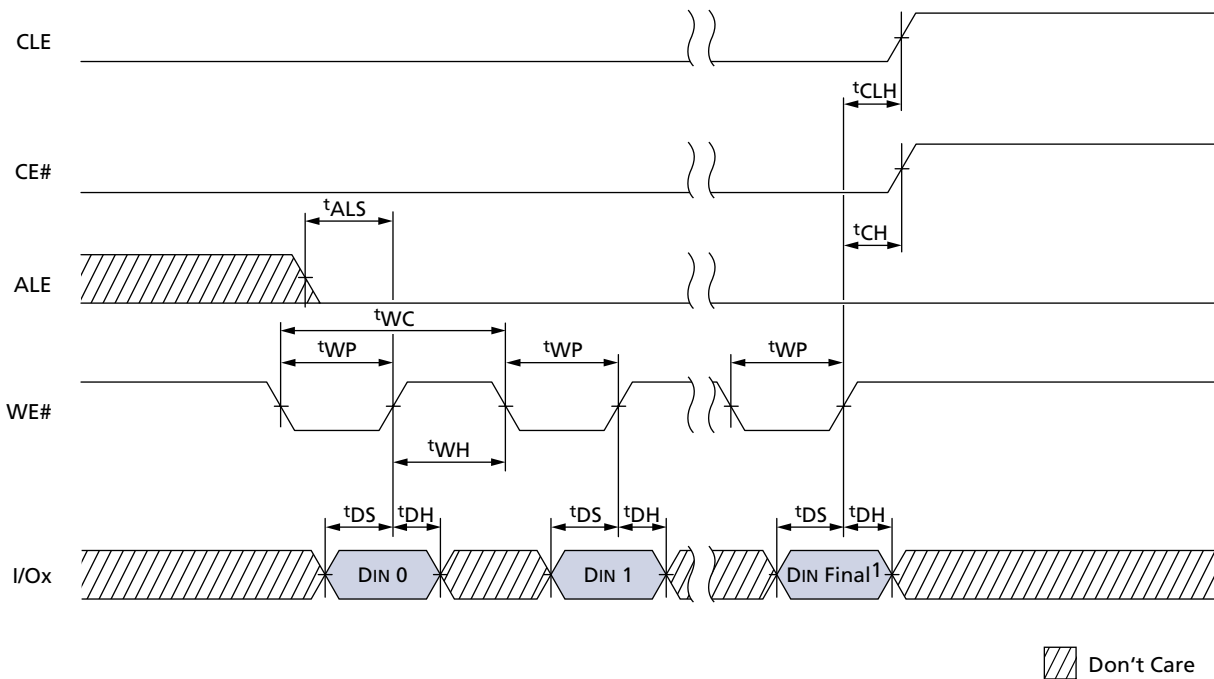 CLE
tCLH
CE#
tALS
tCH
ALE
tWC
tWP tWP tWP
WE#
tWH
tDS tDH tDS tDH tDS tDH
I/Ox DIN 0 DIN 1 DIN Final1
Don't Care